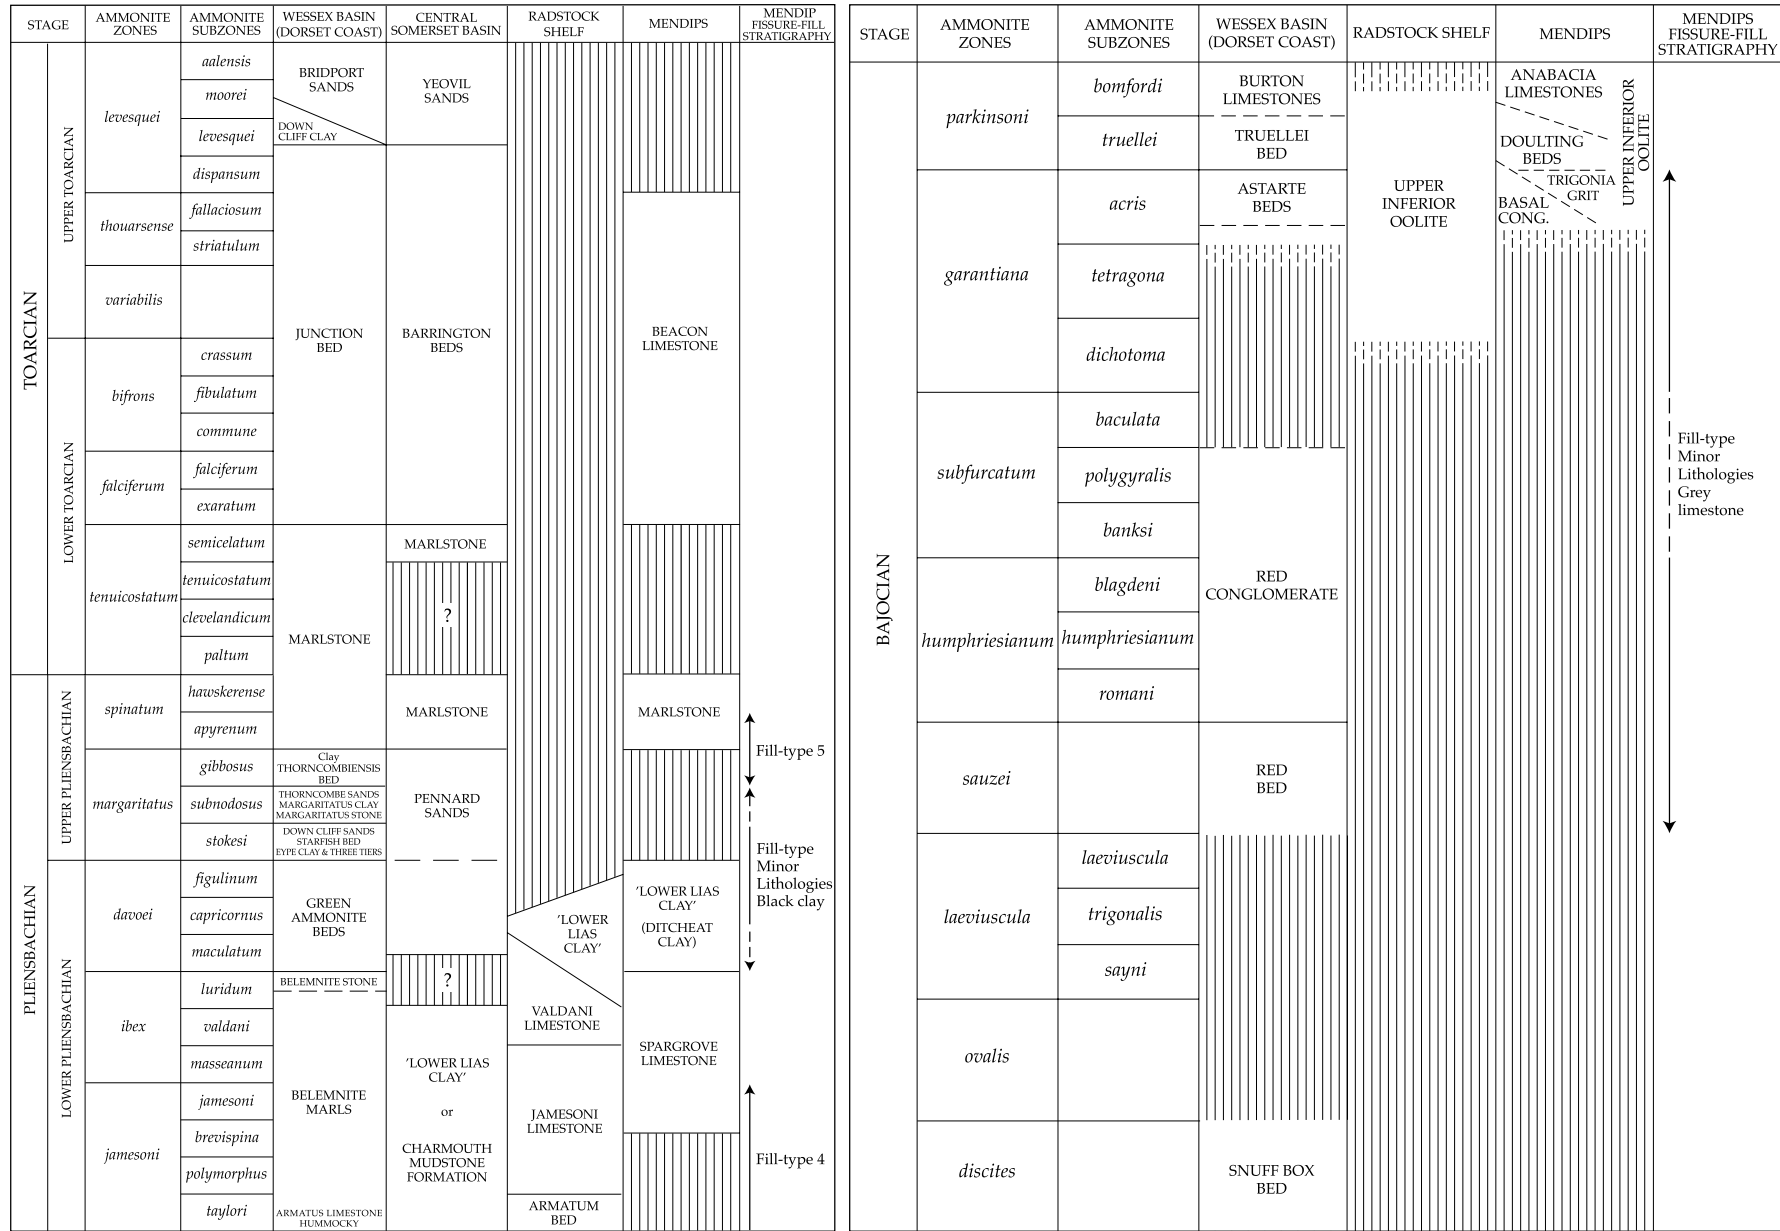 STAGE
AMMONITE
ZONES
AMMONITE
SUBZONES
WESSEX BASIN
(DORSET COAST)
CENTRAL
SOMERSET BASIN
RADSTOCK
SHELF
MENDIPS
MENDIP
FISSURE-FILL
STRATIGRAPHY
TOARCIAN
UPPER TOARCIAN
LOWER TOARCIAN
PLIENSBACHIAN
UPPER PLIENSBACHIAN
LOWER PLIENSBACHIAN
levesquei
thouarsense
variabilis
bifrons
falciferum
tenuicostatum
spinatum
margaritatus
davoei
ibex
jamesoni
aalensis
moorei
levesquei
dispansum
fallaciosum
striatulum
crassum
fibulatum
commune
falciferum
exaratum
semicelatum
tenuicostatum
clevelandicum
paltum
hawskerense
apyrenum
gibbosus
subnodosus
stokesi
figulinum
capricornus
maculatum
luridum
valdani
masseanum
jamesoni
brevispina
polymorphus
taylori
BRIDPORT
SANDS
DOWN
CLIFF CLAY
JUNCTION
BED
MARLSTONE
Clay
THORNCOMBIENSIS
BED
THORNCOMBE SANDS
MARGARITATUS CLAY
MARGARITATUS STONE
DOWN CLIFF SANDS
STARFISH BED
EYPE CLAY & THREE TIERS
GREEN
AMMONITE
BEDS
BELEMNITE STONE
BELEMNITE
MARLS
ARMATUS LIMESTONE
HUMMOCKY
YEOVIL
SANDS
BARRINGTON
BEDS
MARLSTONE
?
MARLSTONE
PENNARD
SANDS
?
'LOWER LIAS
CLAY'
or
CHARMOUTH
MUDSTONE
FORMATION
'LOWER
LIAS
CLAY'
VALDANI
LIMESTONE
JAMESONI
LIMESTONE
ARMATUM
BED
BEACON
LIMESTONE
MARLSTONE
'LOWER LIAS
CLAY'
(DITCHEAT
CLAY)
SPARGROVE
LIMESTONE
Fill-type 5
Fill-type
Minor
Lithologies
Black clay
Fill-type 4
STAGE
AMMONITE
ZONES
AMMONITE
SUBZONES
WESSEX BASIN
(DORSET COAST)
RADSTOCK SHELF
MENDIPS
MENDIPS
FISSURE-FILL
STRATIGRAPHY
BAJOCIAN
parkinsoni
garantiana
subfurcatum
humphriesianum
sauzei
laeviuscula
ovalis
discites
bomfordi
truellei
acris
tetragona
dichotoma
baculata
polygyralis
banksi
blagdeni
humphriesianum
romani
laeviuscula
trigonalis
sayni
BURTON
LIMESTONES
TRUELLEI
BED
ASTARTE
BEDS
RED
CONGLOMERATE
RED
BED
SNUFF BOX
BED
UPPER
INFERIOR
OOLITE
ANABACIA
LIMESTONES
DOULTING
BEDS
TRIGONIA
GRIT
BASAL
CONG.
UPPER INFERIOR
OOLITE
Fill-type
Minor
Lithologies
Grey
limestone